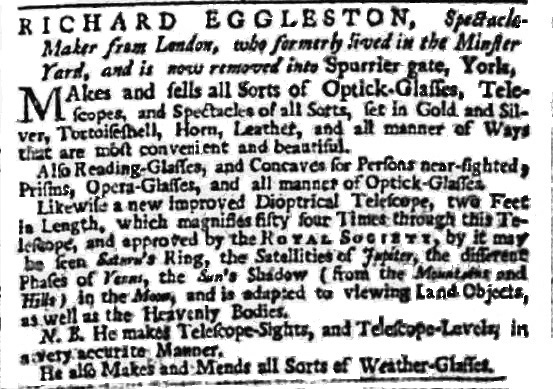 RICHARD EGGLESTON, Spectacle-
Maker from London, who formerly lived in the Minster
Yard, and is now removed into Spurrier gate, York,
MAkes and sells all Sorts of Optick-Glasses, Tele-
scopes, and Spectacles of all Sorts, set in Gold and Sil-
ver, Tortoiseshell, Horn, Leather, and all manner of Ways
that are most convenient and beautiful.
Also Reading-Glasses, and Concaves for Persons near-sighted,
Prisms, Opera-Glasses, and all manner of Optick-Glasses.
Likewise a new improved Dioptrical Telescope, two Feet
in Length, which magnifies fifty four Times through this Te-
lescope, and approved by the ROYAL SOCIETY, by it may
be seen Saturn's Ring, the Satallities of Jupiter, the different
Phases of Venus, the Sun's Shadow (from the Mountains and
Hills) in the Moon, and is adapted to viewing Land Objects,
as well as the Heavenly Bodies.
N. B. He makes Telescope-Sights, and Telescope-Levels, in
a very accurate Manner.
He also Makes and Mends all Sorts of Weather-Glasses.